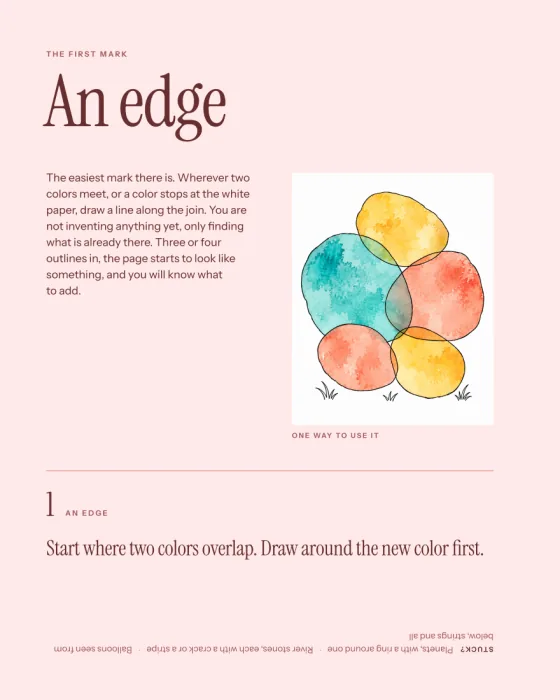 THE FIRST MARK
An edge
The easiest mark there is. Wherever two
colors meet, or a color stops at the white
paper, draw a line along the join. You are
not inventing anything yet, only finding
what is already there. Three or four
outlines in, the page starts to look like
something, and you will know what
to add.
ONE WAY TO USE IT
1 AN EDGE
Start where two colors overlap. Draw around the new color first.
STUCK? Planets, with a ring around one · River stones, each with a crack or a stripe · Balloons seen from
below, strings and all